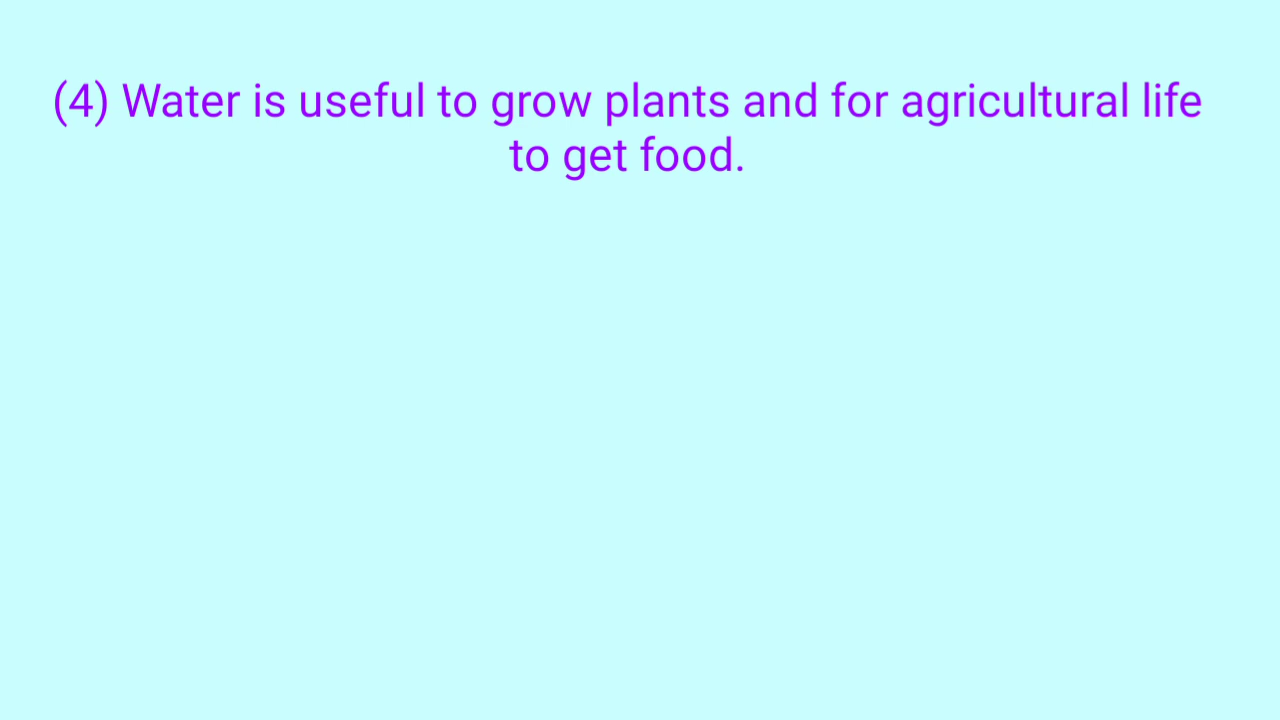 (4) Water is useful to grow plants and for agricultural life
to get food.